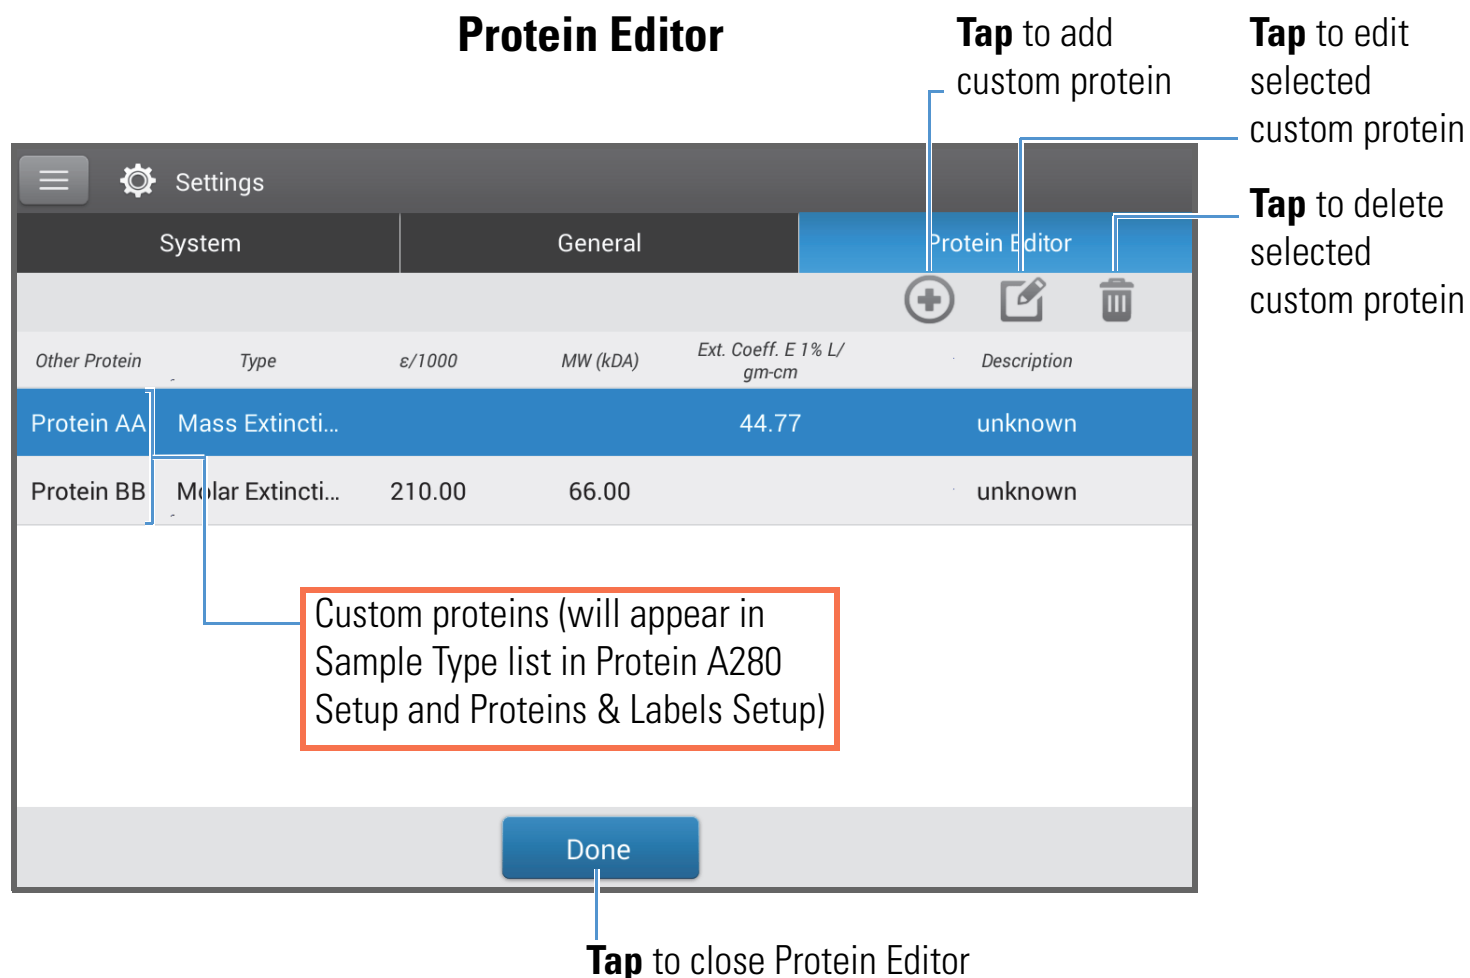 Protein Editor
Tap to add
custom protein
Tap to edit
selected
custom protein
Tap to delete
selected
custom protein
Settings
System General Protein Editor
Other Protein Type ε/1000 MW (kDA) Ext. Coeff. E 1% L/
gm-cm Description
Protein AA Mass Extincti... 44.77 unknown
Protein BB Molar Extincti... 210.00 66.00 unknown
Custom proteins (will appear in
Sample Type list in Protein A280
Setup and Proteins & Labels Setup)
Done
Tap to close Protein Editor